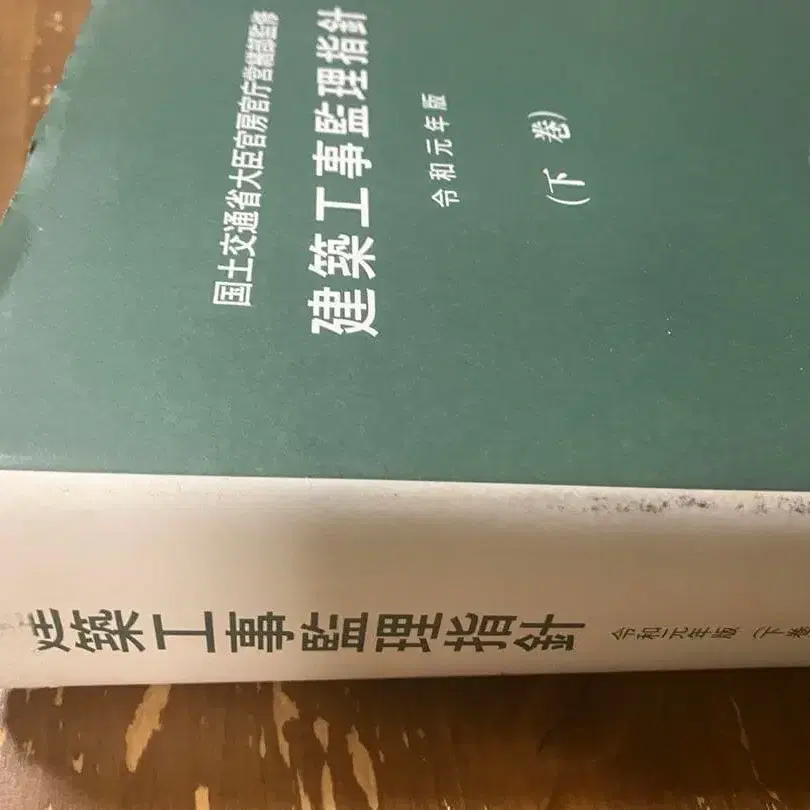 国土交通省大臣官房官庁営繕部監修
建築工事監理指針
令和元年版
(下 巻)
建築工事監理指針 令和元年版 (下巻